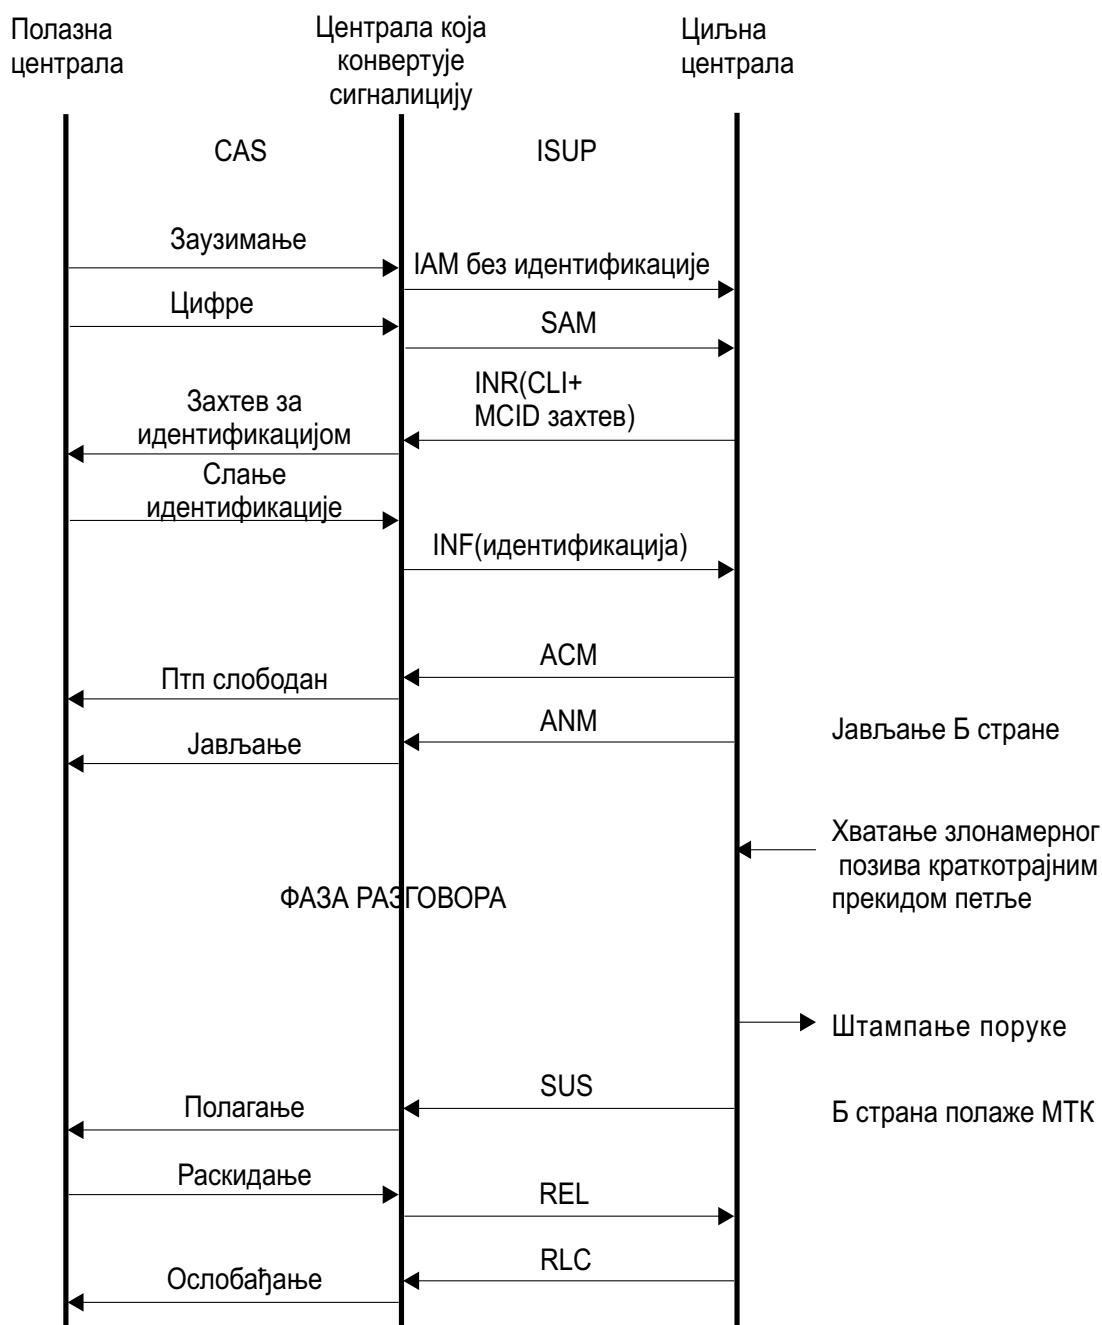 Полазна
централа
Централа која
конвертује
сигналицију
Циљна
централа
CAS
ISUP
Заузимање
IAM без идентификације
Цифре
SAM
INR(CLI+
MCID захтев)
Захтев за
идентификацијом
Слање
идентификације
INF(идентификација)
ACM
Птп слободан
ANM
Јављање
Јављање Б стране
Хватање злонамерног
позива краткотрајним
прекидом петље
ФАЗА РАЗГОВОРА
Штампање поруке
SUS
Полагање
Б страна полаже МТК
Раскидање
REL
RLC
Ослобађање